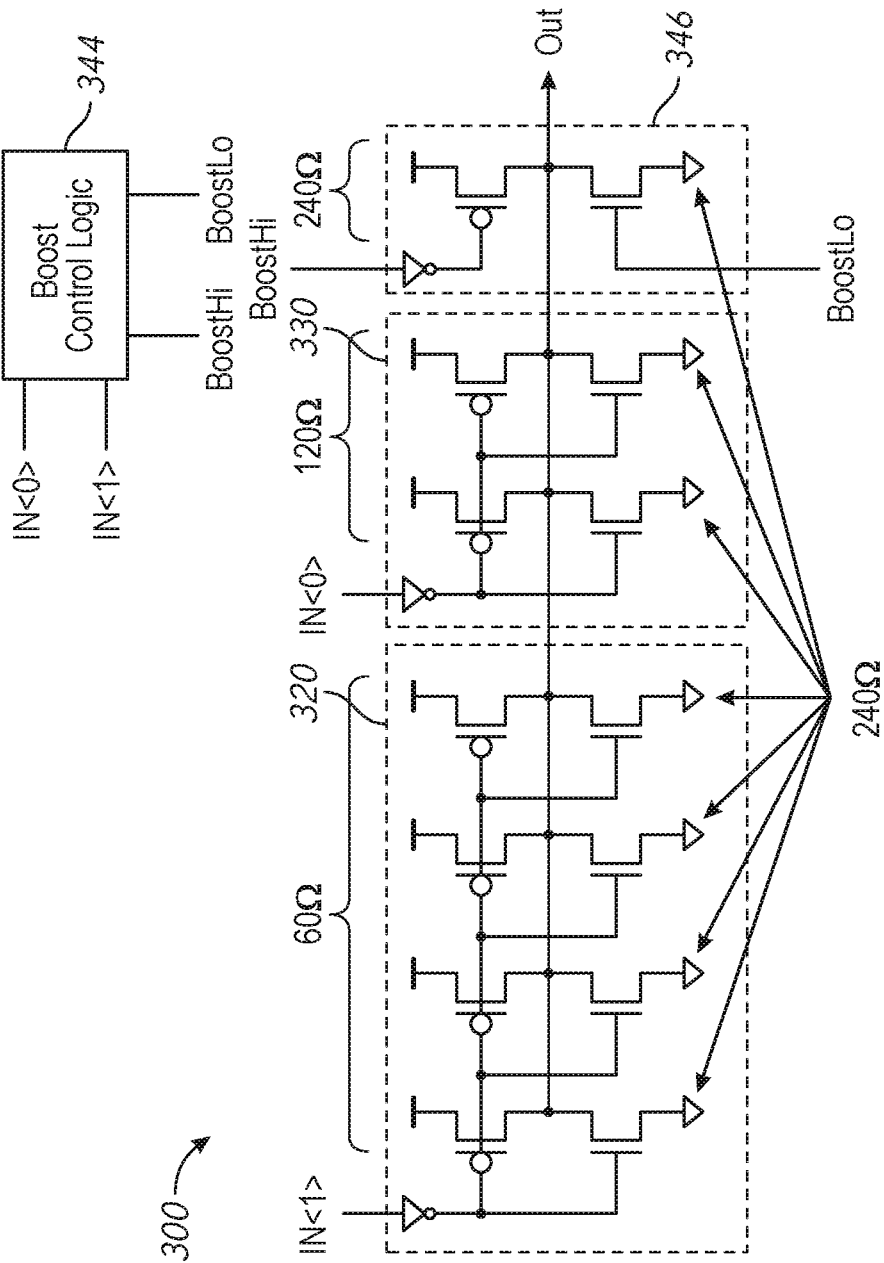 300
IN<0>
IN<1>
Boost
Control Logic
344
BoostHi
BoostLo
IN<1>
60Ω
320
IN<0>
120Ω
330
BoostHi
240Ω
Out
346
BoostLo
240Ω